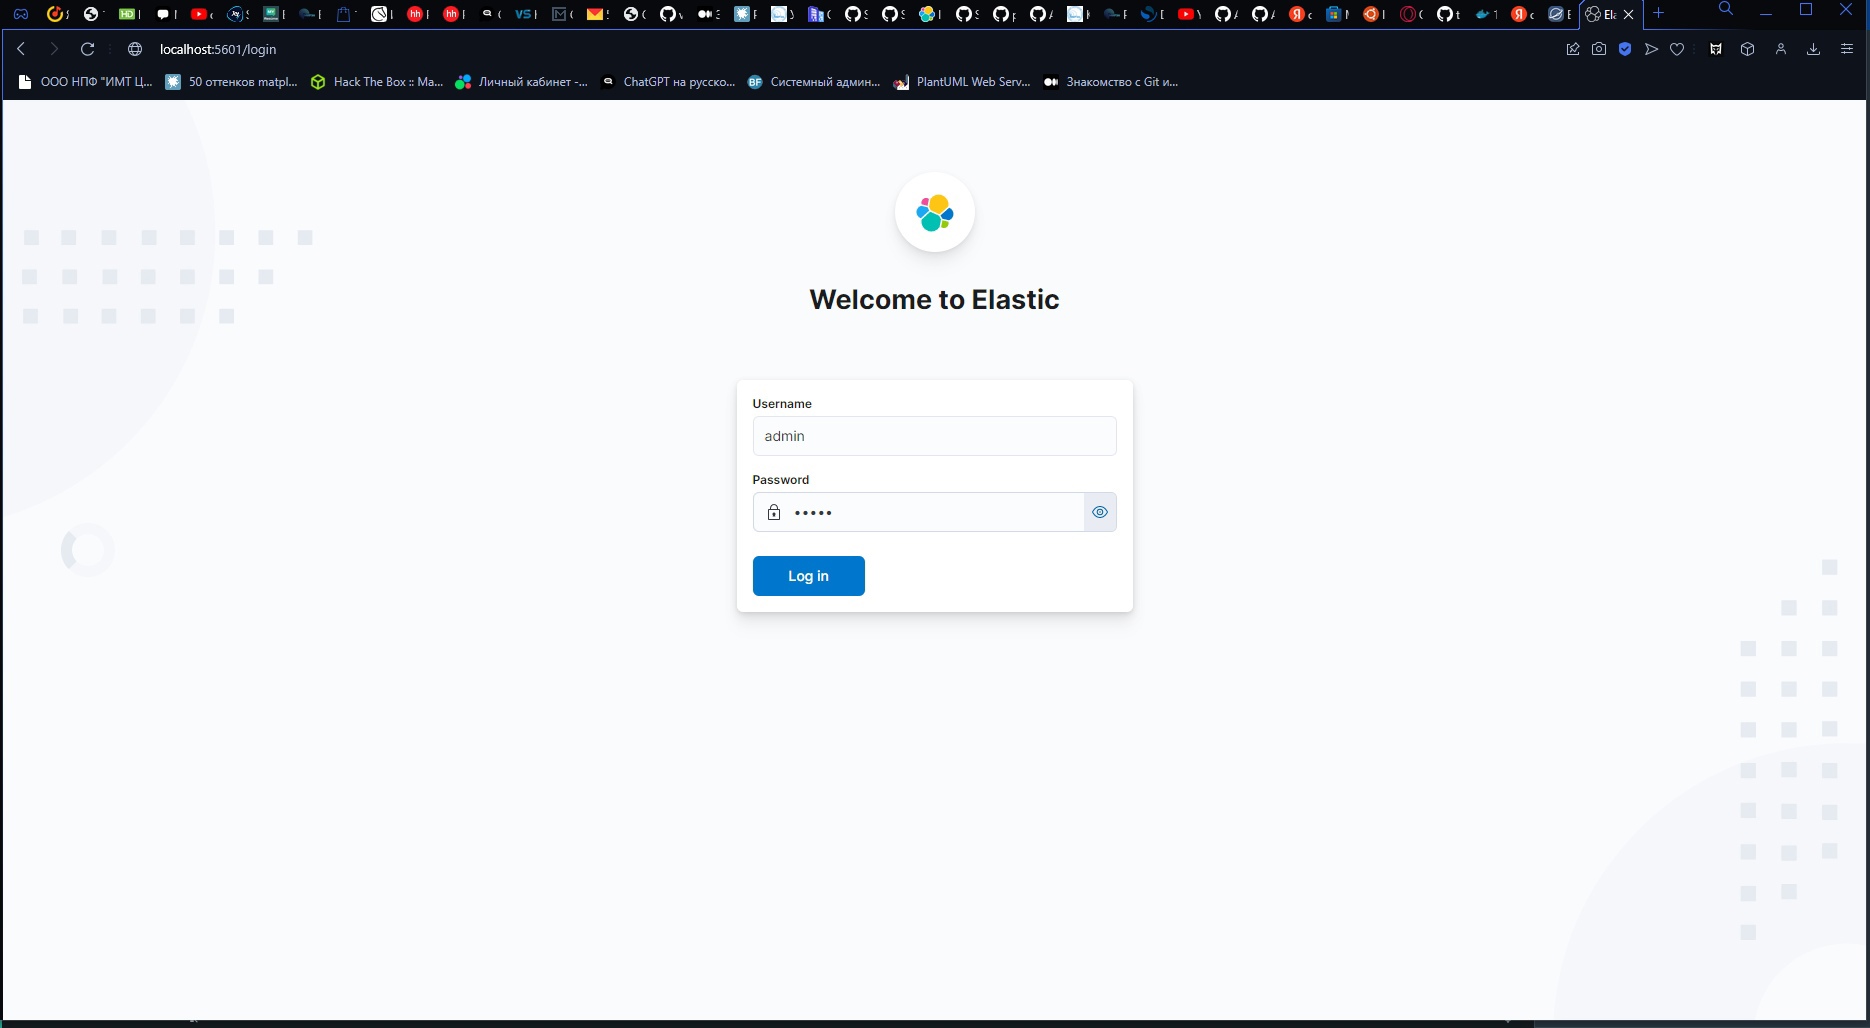 Ela
localhost:5601/login
ООО НПФ "ИМТ Ц...
50 оттенков matpl...
Hack The Box :: Ma...
Личный кабинет -...
ChatGPT на русско...
Системный админ...
PlantUML Web Serv...
Знакомство с Git и...
Welcome to Elastic
Username
admin
Password
•••••
Log in